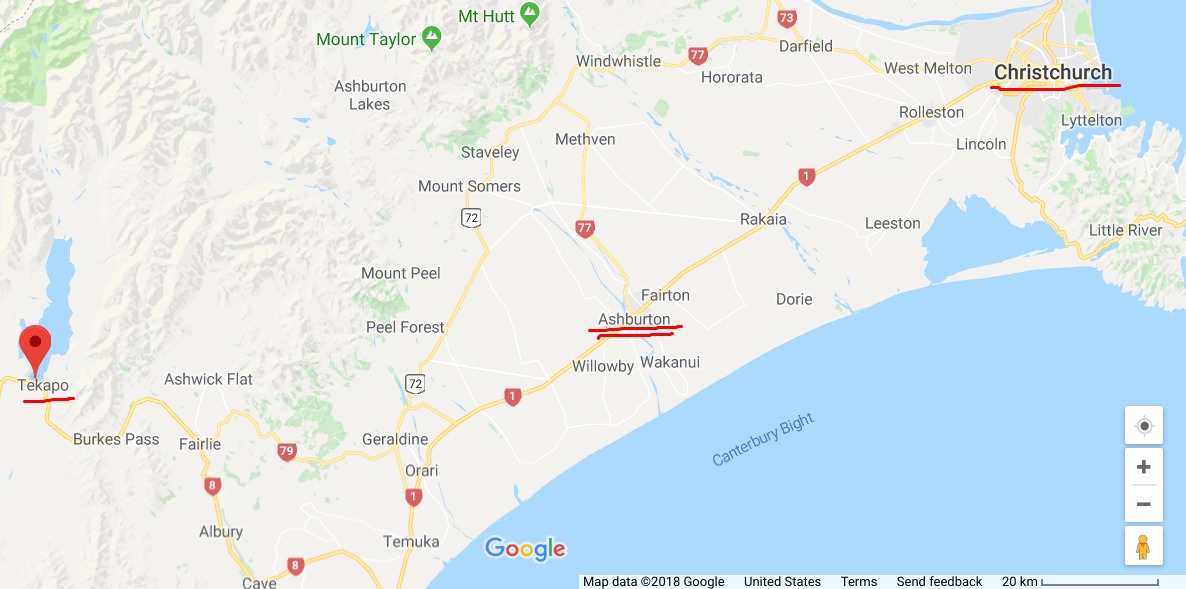 Mt Hutt
73
Mount Taylor
Darfield
77
Windwhistle
West Melton
Christchurch
Hororata
Ashburton
Lakes
Rolleston
Lyttelton
Methven
Lincoln
Staveley
1
Mount Somers
72
Rakaia
Leeston
77
Little River
Mount Peel
Fairton
Dorie
Ashburton
Peel Forest
Willowby
Wakanui
Tekapo
Ashwick Flat
72
1
Canterbury Bight
Burkes Pass
Fairlie
79
Geraldine
Orari
8
1
Albury
Temuka
Google
8
Cave
Map data ©2018 Google United States Terms Send feedback 20 km